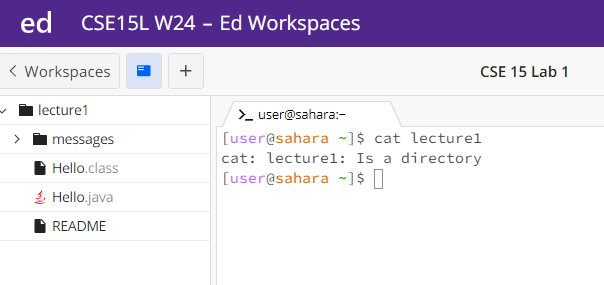 ed CSE15L W24 – Ed Workspaces
Workspaces
CSE 15 Lab 1
lecture1
messages
Hello.class
Hello.java
README
user@sahara:~
[user@sahara ~]$ cat lecture1
cat: lecture1: Is a directory
[user@sahara ~]$